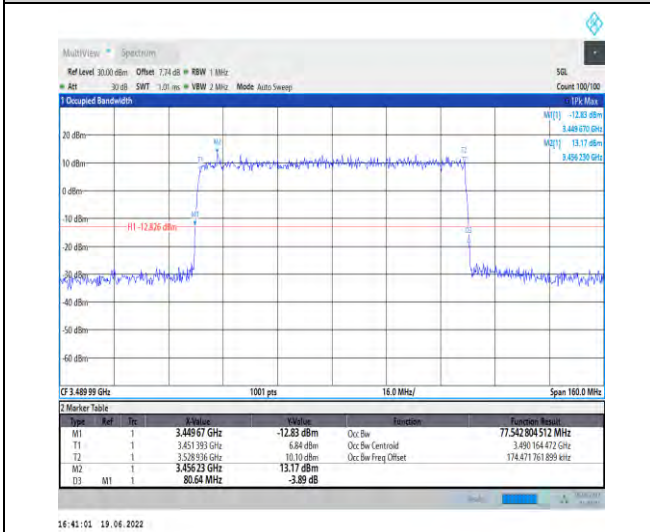 MultiView Spectrum
Ref Level 30.00 dBm Offset 7.74 dB RBW 1 MHz SGL
Att 30 dB SWT 1.01 ms VBW 2 MHz Mode Auto Sweep Count 100/100
1 Occupied Bandwidth 1Pk Max
M1[1] -12.83 dBm
3.449 670 GHz
20 dBm M2[1] 13.17 dBm
M2 T2 3.456 230 GHz
10 dBm T1
0 dBm
-10 dBm M1
H1 -12.826 dBm D3
-20 dBm
-30 dBm
-40 dBm
-50 dBm
-60 dBm
CF 3.489 99 GHz 1001 pts 16.0 MHz/ Span 160.0 MHz
2 Marker Table
Type Ref Trc X-Value Y-Value Function Function Result
M1 1 3.449 67 GHz -12.83 dBm Occ Bw 77.542 804 512 MHz
T1 1 3.451 393 GHz 6.84 dBm Occ Bw Centroid 3.490 164 472 GHz
T2 1 3.528 936 GHz 10.10 dBm Occ Bw Freq Offset 174.471 761 899 kHz
M2 1 3.456 23 GHz 13.17 dBm
D3 M1 1 80.64 MHz -3.89 dB
16:41:01 19.06.2022